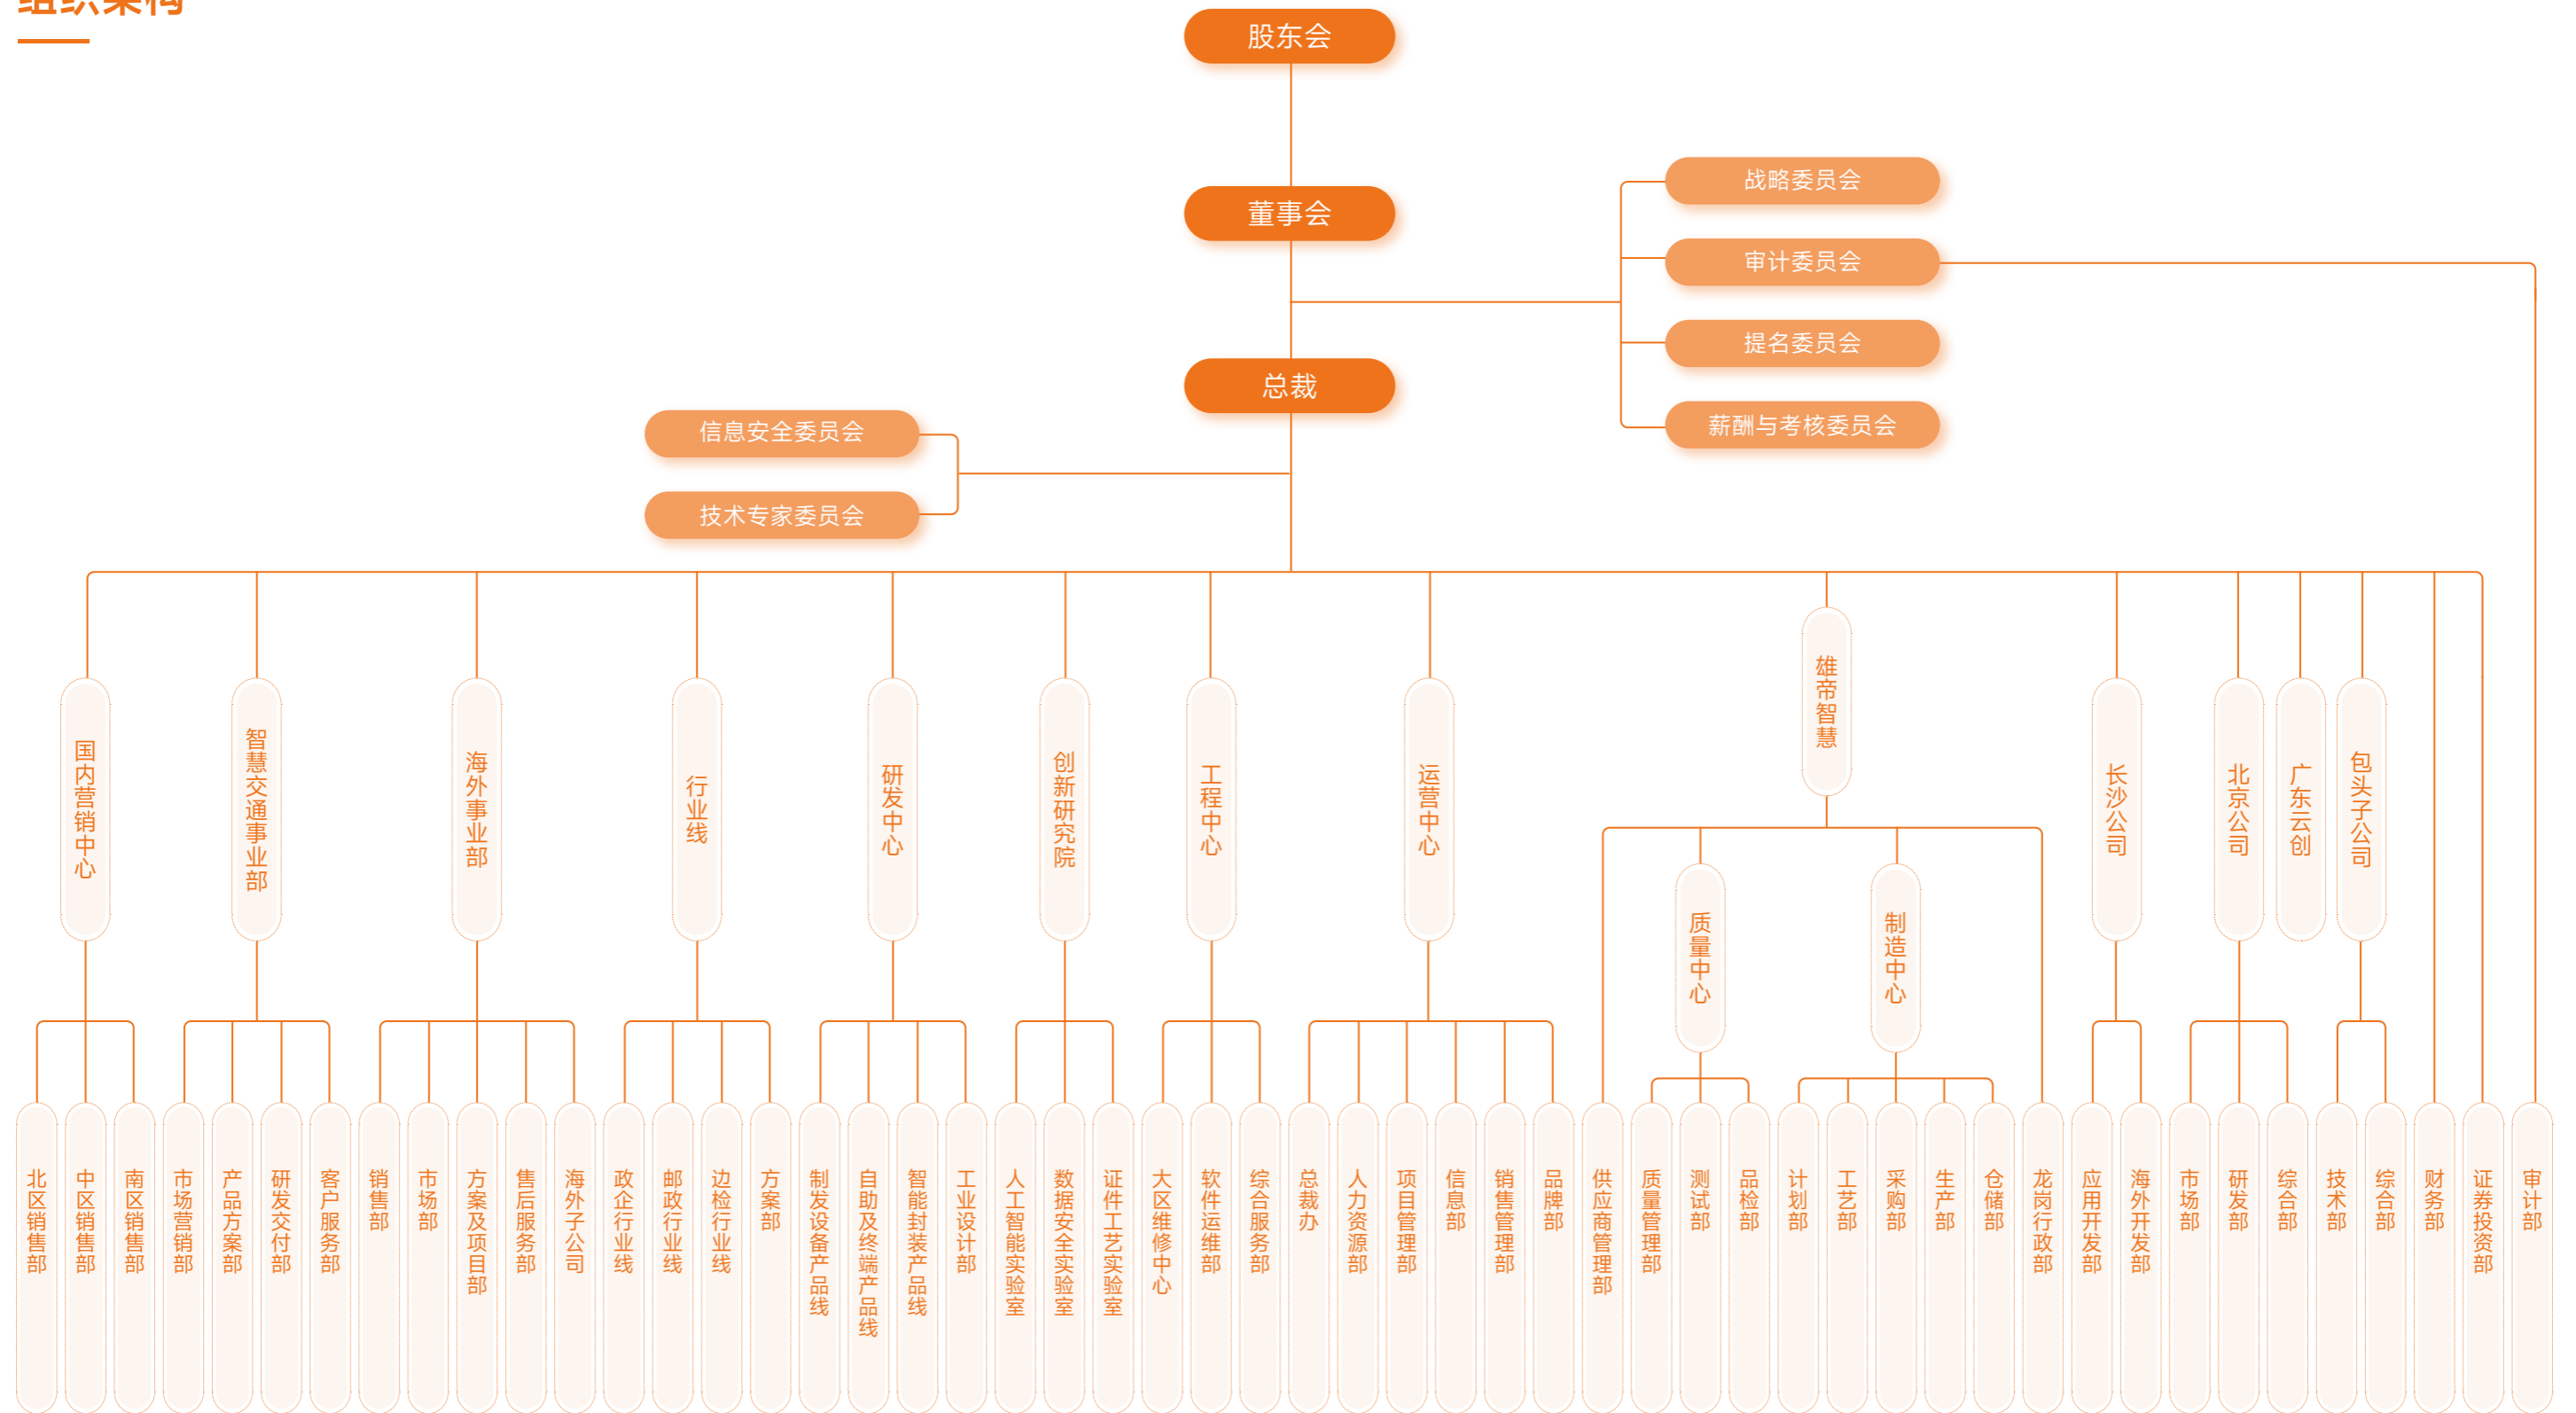 组织架构
股东会
董事会
战略委员会
审计委员会
提名委员会
薪酬与考核委员会
总裁
信息安全委员会
技术专家委员会
国内营销中心
智慧交通事业部
海外事业部
行业线
研发中心
创新研究院
工程中心
运营中心
雄帝智慧
长沙公司
北京公司
广东云创
包头子公司
质量中心
制造中心
北区销售部
中区销售部
南区销售部
市场营销部
产品方案部
研发交付部
客户服务部
销售部
市场部
方案及项目部
售后服务部
海外子公司
政企行业线
邮政行业线
边检行业线
方案部
制发设备产品线
自助及终端产品线
智能封装产品线
工业设计部
人工智能实验室
数据安全实验室
证件工艺实验室
大区维修中心
软件运维部
综合服务部
总裁办
人力资源部
项目管理部
信息部
销售管理部
品牌部
供应商管理部
质量管理部
测试部
品检部
计划部
工艺部
采购部
生产部
仓储部
龙岗行政部
应用开发部
海外开发部
市场部
研发部
综合部
技术部
综合部
财务部
证券投资部
审计部